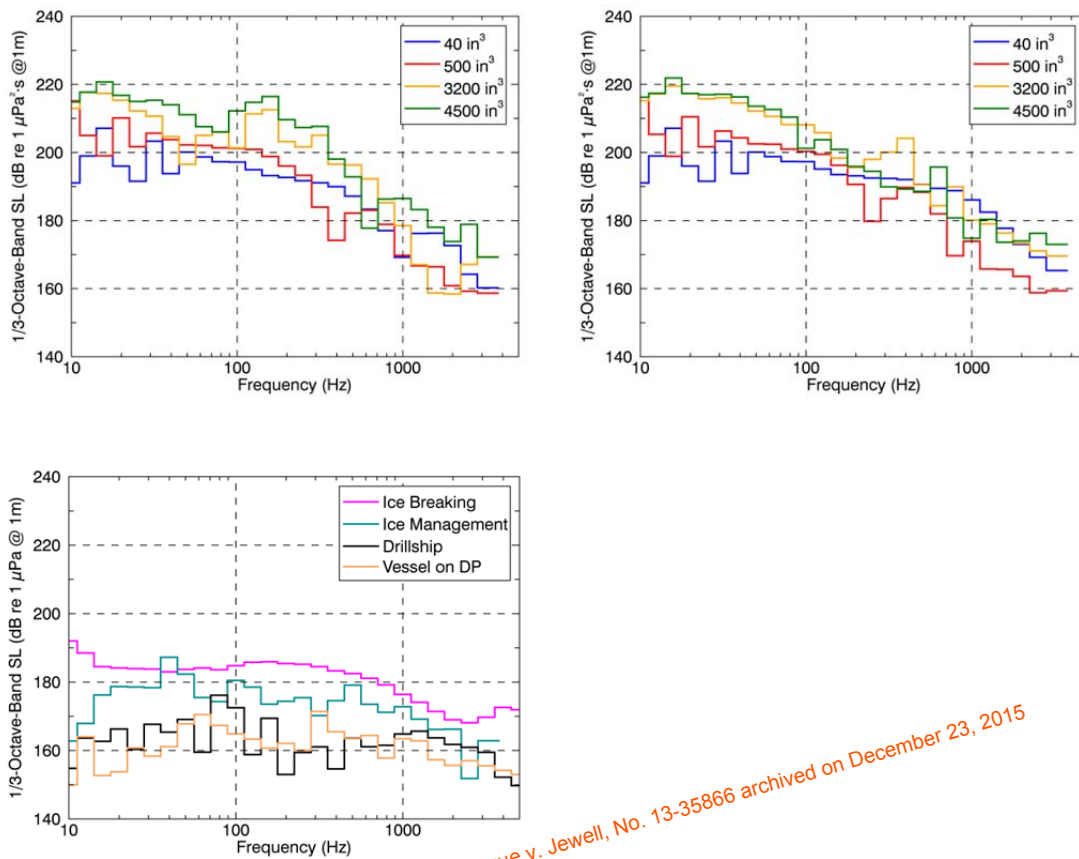 1/3-Octave-Band SL (dB re 1 µPa²·s @1m)
240
220
200
180
160
140
10
100
1000
Frequency (Hz)
40 in³
500 in³
3200 in³
4500 in³
1/3-Octave-Band SL (dB re 1 µPa²·s @1m)
240
220
200
180
160
140
10
100
1000
Frequency (Hz)
40 in³
500 in³
3200 in³
4500 in³
1/3-Octave-Band SL (dB re 1 µPa @ 1m)
240
220
200
180
160
140
10
100
1000
Frequency (Hz)
Ice Breaking
Ice Management
Drillship
Vessel on DP
v. Jewell, No. 13-35866 archived on December 23, 2015